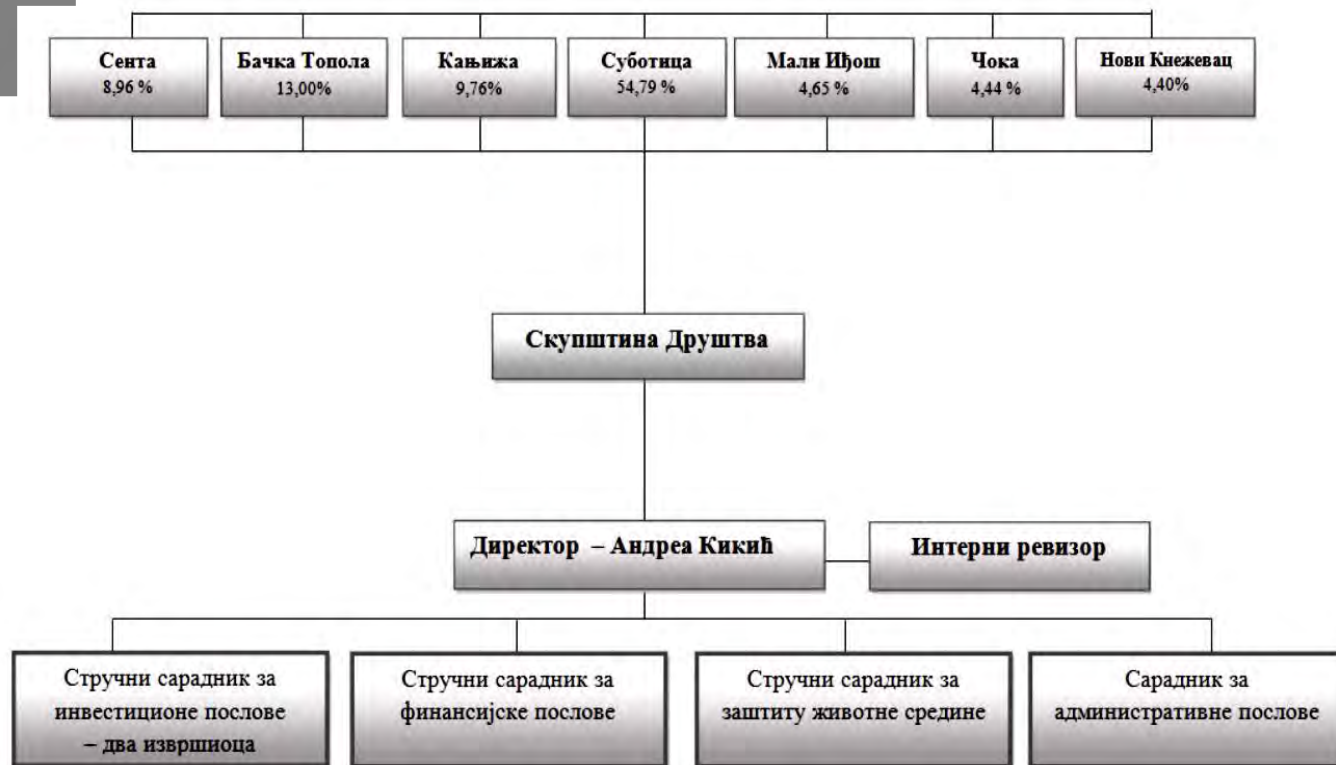 Сента
8,96 %
Бачка Топола
13,00%
Кањижа
9,76%
Суботица
54,79 %
Мали Иђош
4,65 %
Чока
4,44 %
Нови Кнежевац
4,40%
Скупштина Друштва
Директор – Андреа Кикић
Интерни ревизор
Стручни сарадник за
инвестиционе послове
– два извршиоца
Стручни сарадник за
финансијске послове
Стручни сарадник за
заштиту животне средине
Сарадник за
административне послове